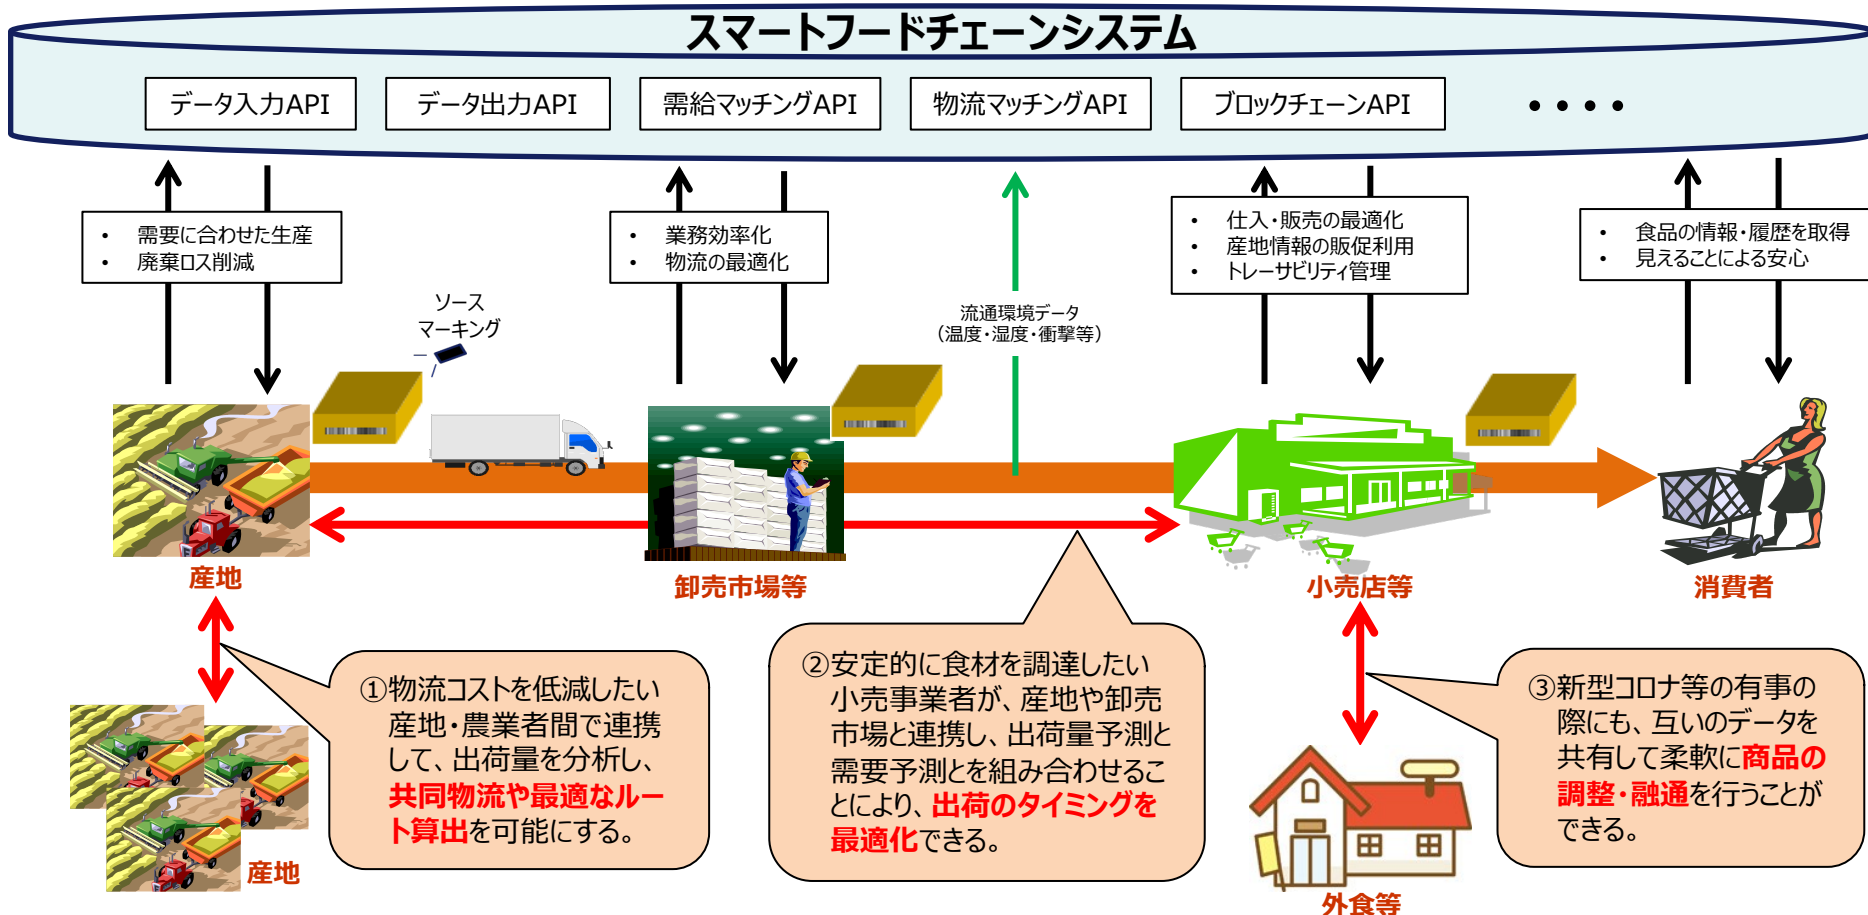 スマートフードチェーンシステム
データ入力API
データ出力API
需給マッチングAPI
物流マッチングAPI
ブロックチェーンAPI
・・・・
・ 需要に合わせた生産
・ 廃棄ロス削減
・ 業務効率化
・ 物流の最適化
・ 仕入・販売の最適化
・ 産地情報の販促利用
・ トレーサビリティ管理
・ 食品の情報・履歴を取得
・ 見えることによる安心
ソース
マーキング
流通環境データ
（温度・湿度・衝撃等）
産地
卸売市場等
小売店等
消費者
①物流コストを低減したい
産地・農業者間で連携
して、出荷量を分析し、
共同物流や最適なルー
ト算出を可能にする。
②安定的に食材を調達したい
小売事業者が、産地や卸売
市場と連携し、出荷量予測と
需要予測とを組み合わせるこ
とにより、出荷のタイミングを
最適化できる。
③新型コロナ等の有事の
際にも、互いのデータを
共有して柔軟に商品の
調整・融通を行うことが
できる。
産地
外食等